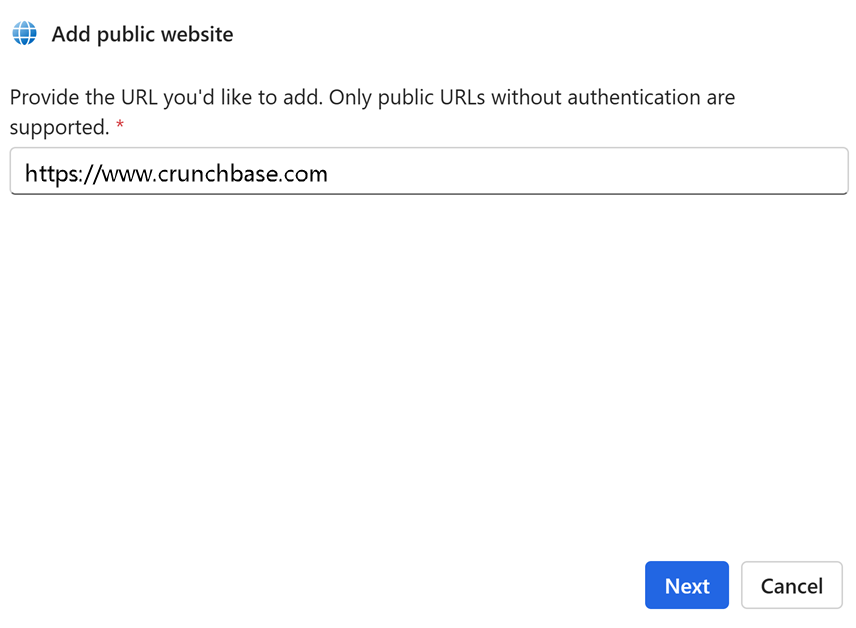 Add public website
Provide the URL you'd like to add. Only public URLs without authentication are
supported. *
https://www.crunchbase.com
Next
Cancel